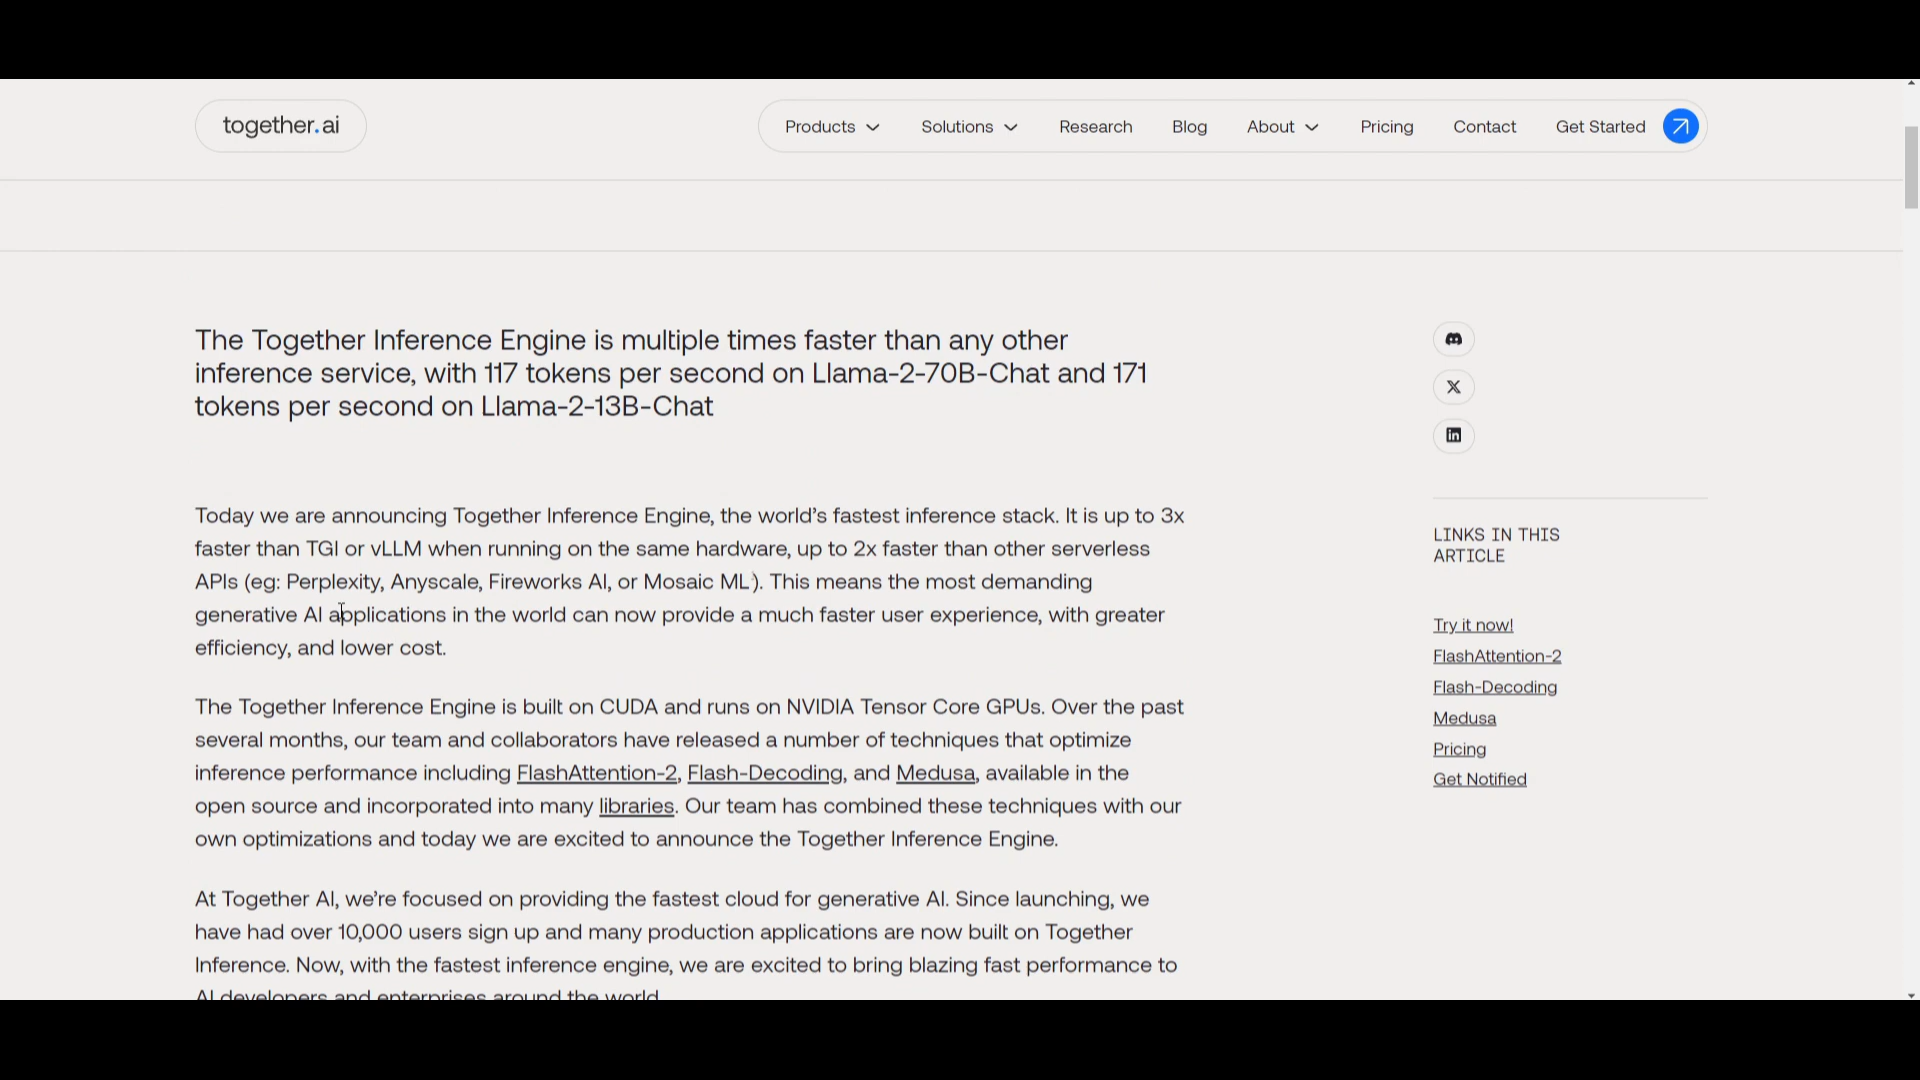 together.ai
Products
Solutions
Research
Blog
About
Pricing
Contact
Get Started
The Together Inference Engine is multiple times faster than any other
inference service, with 117 tokens per second on Llama-2-70B-Chat and 171
tokens per second on Llama-2-13B-Chat
Today we are announcing Together Inference Engine, the world’s fastest inference stack. It is up to 3x
faster than TGI or vLLM when running on the same hardware, up to 2x faster than other serverless
APIs (eg: Perplexity, Anyscale, Fireworks AI, or Mosaic ML). This means the most demanding
generative AI applications in the world can now provide a much faster user experience, with greater
efficiency, and lower cost.
The Together Inference Engine is built on CUDA and runs on NVIDIA Tensor Core GPUs. Over the past
several months, our team and collaborators have released a number of techniques that optimize
inference performance including FlashAttention-2, Flash-Decoding, and Medusa, available in the
open source and incorporated into many libraries. Our team has combined these techniques with our
own optimizations and today we are excited to announce the Together Inference Engine.
At Together AI, we’re focused on providing the fastest cloud for generative AI. Since launching, we
have had over 10,000 users sign up and many production applications are now built on Together
Inference. Now, with the fastest inference engine, we are excited to bring blazing fast performance to
AI developers and enterprises around the world.
LINKS IN THIS
ARTICLE
Try it now!
FlashAttention-2
Flash-Decoding
Medusa
Pricing
Get Notified